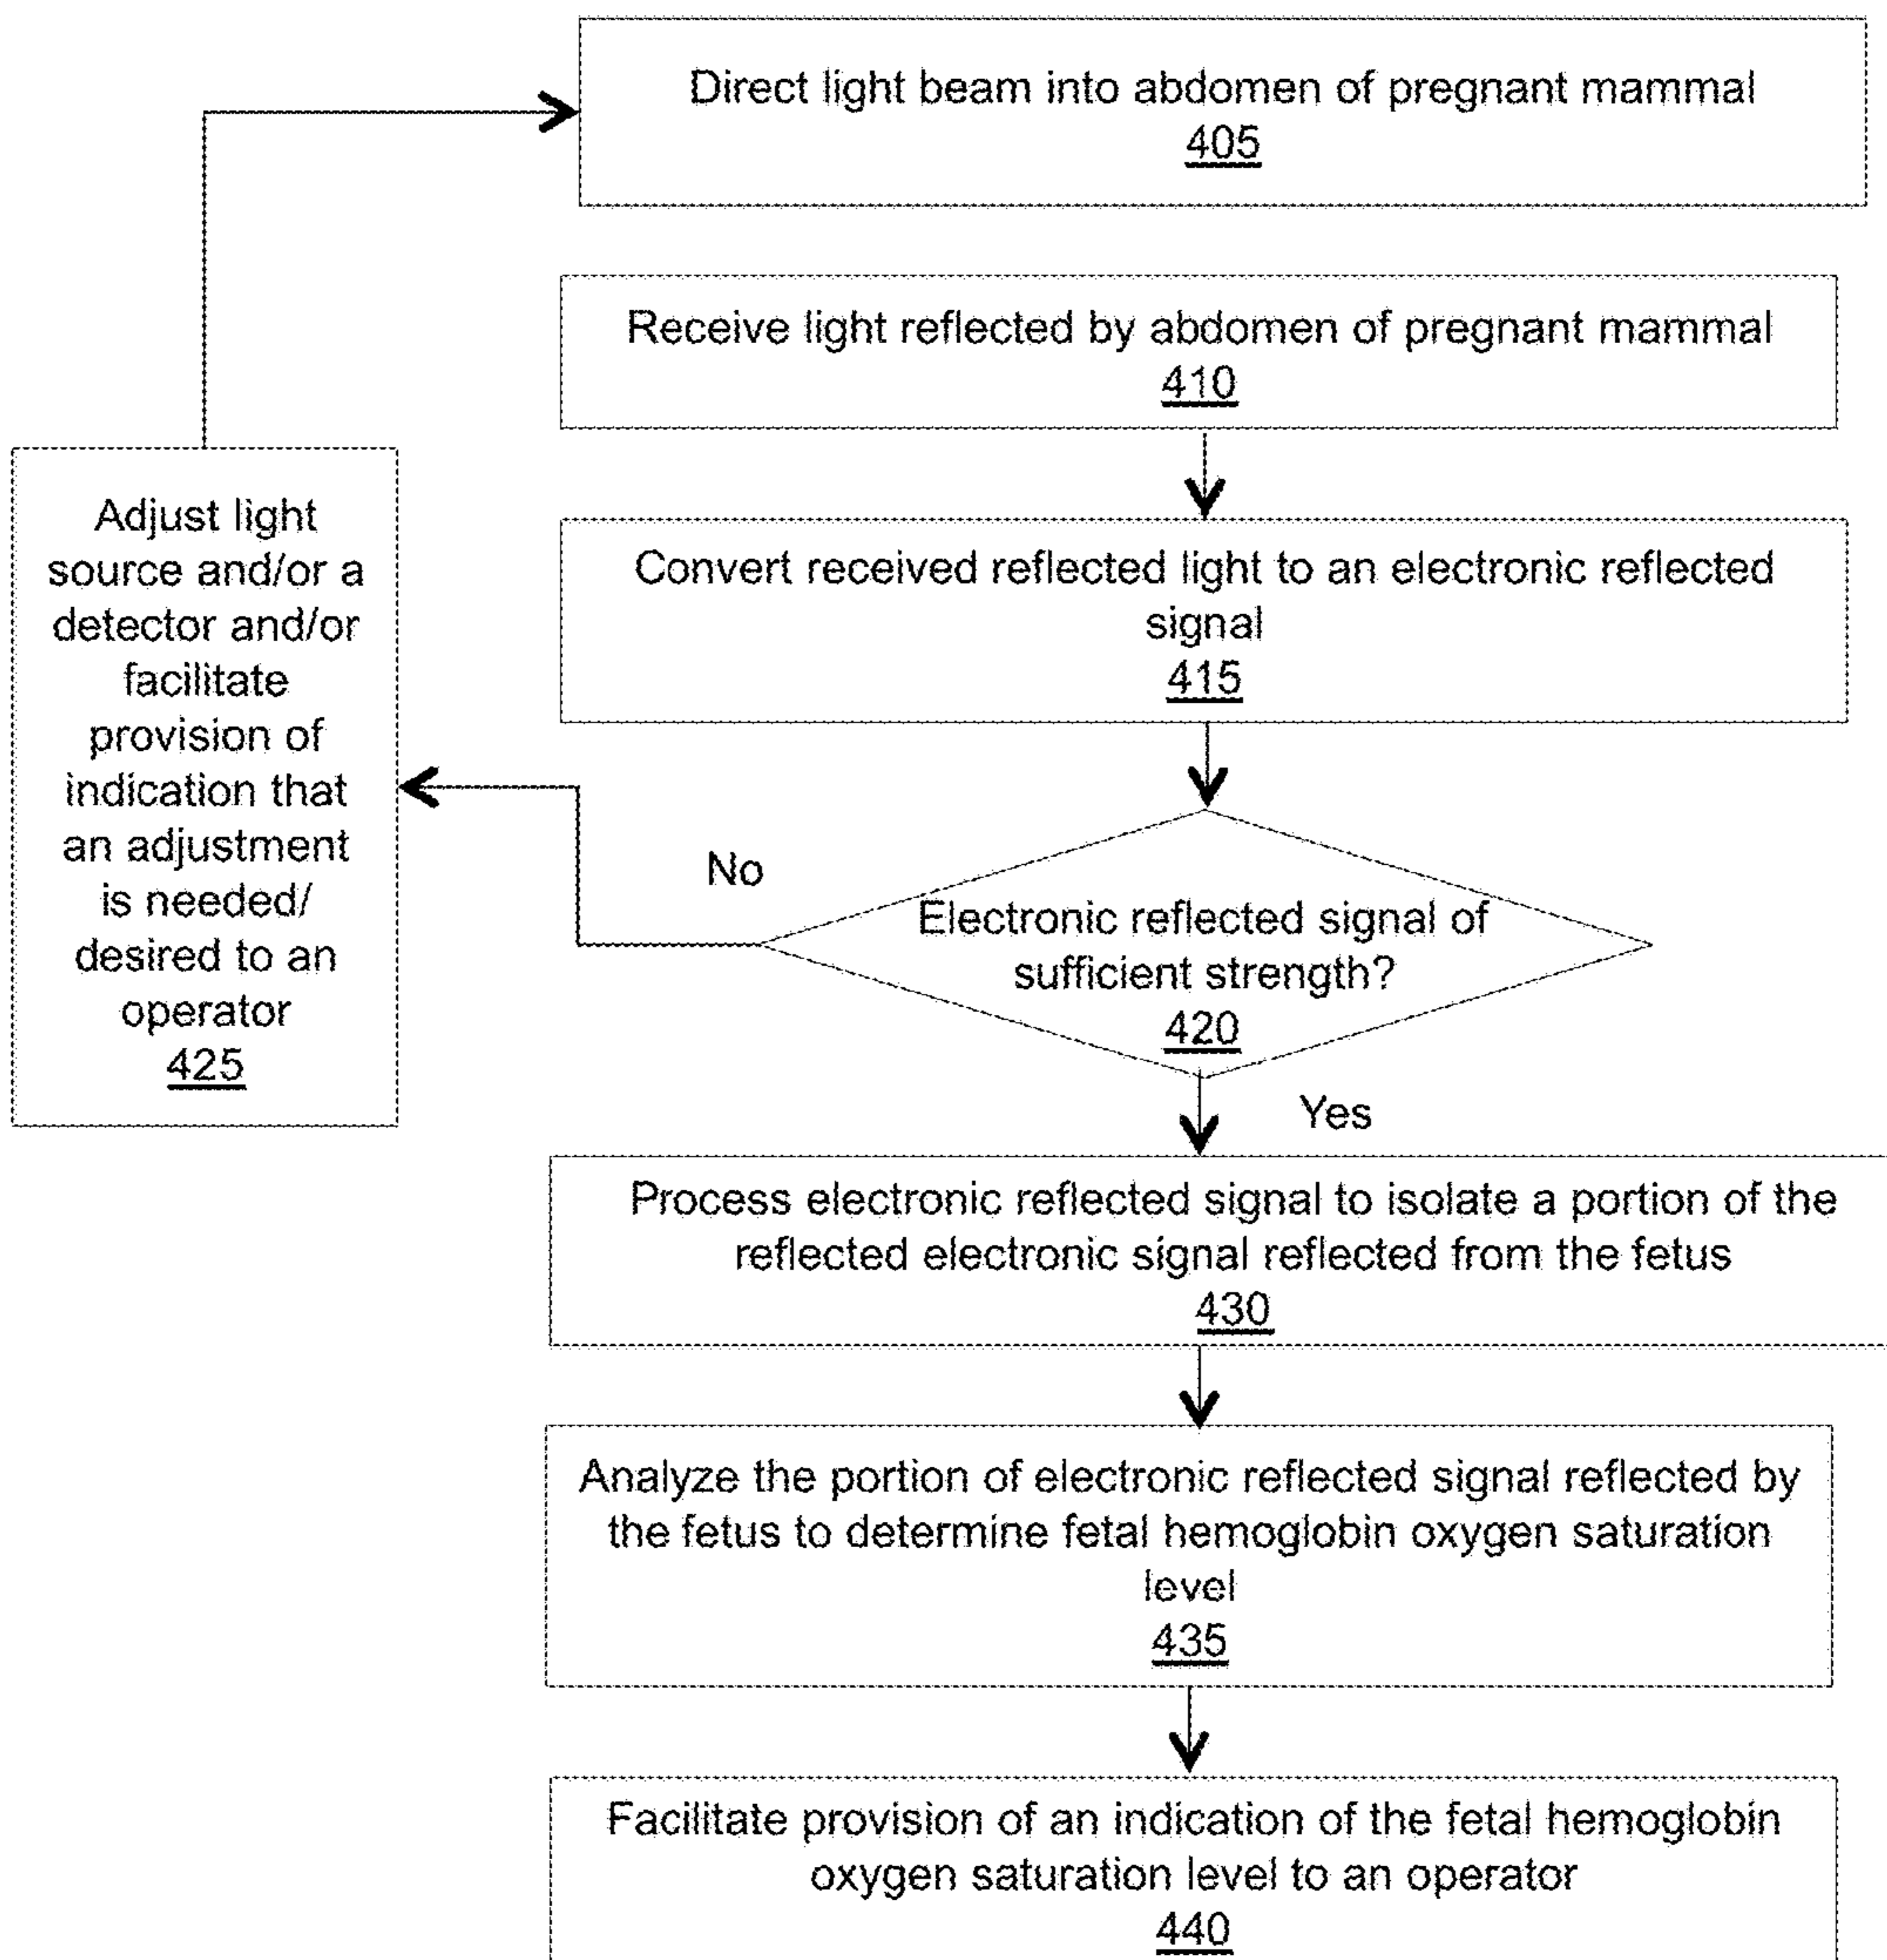 Direct light beam into abdomen of pregnant mammal
405
Receive light reflected by abdomen of pregnant mammal
410
Convert received reflected light to an electronic reflected
signal
415
Adjust light
source and/or a
detector and/or
facilitate
provision of
indication that
an adjustment
is needed/
desired to an
operator
425
No
Electronic reflected signal of
sufficient strength?
420
Yes
Process electronic reflected signal to isolate a portion of the
reflected electronic signal reflected from the fetus
430
Analyze the portion of electronic reflected signal reflected by
the fetus to determine fetal hemoglobin oxygen saturation
level
435
Facilitate provision of an indication of the fetal hemoglobin
oxygen saturation level to an operator
440